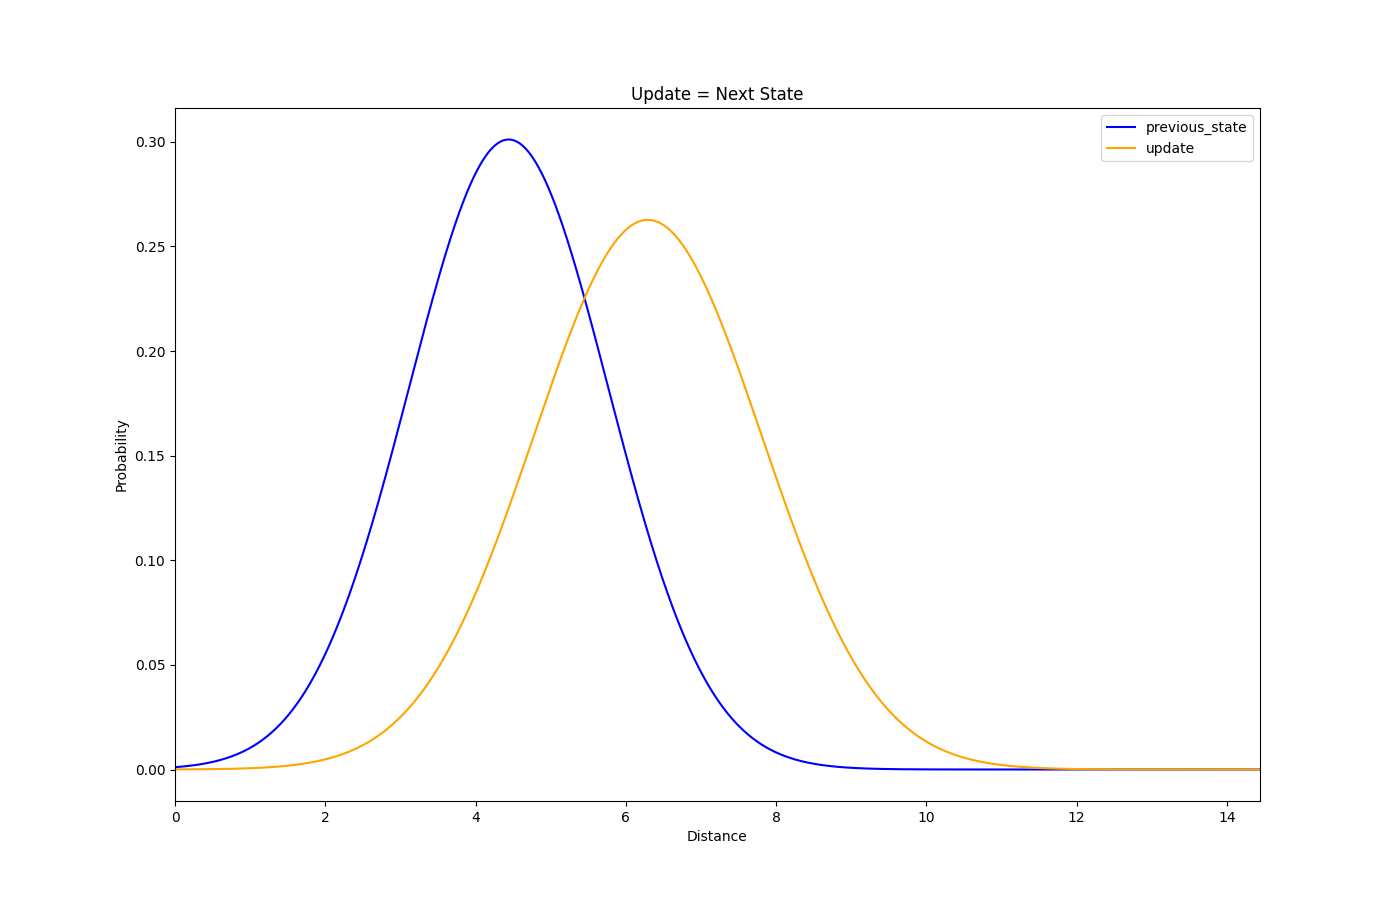 Update = Next State
previous_state
update
0.30
0.25
0.20
0.15
0.10
0.05
0.00
Probability
0 2 4 6 8 10 12 14
Distance